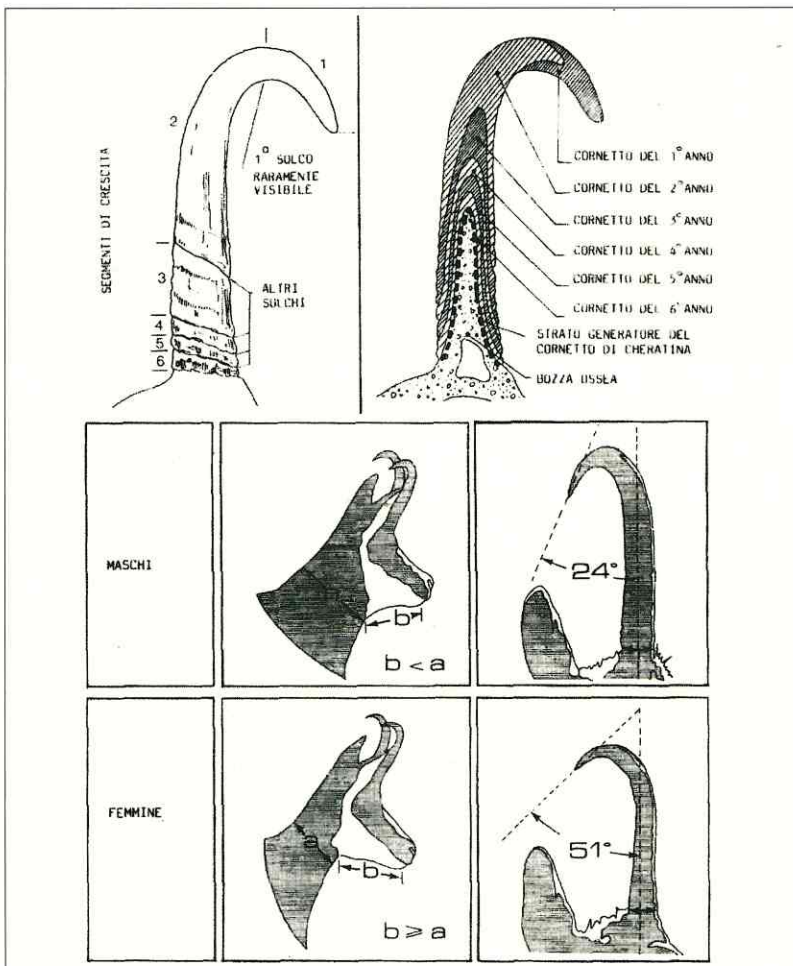 SEGMENTI DI CRESCITA
1
2
3
4
5
6
1ª SOLCO
RARAMENTE
VISIBILE
ALTRI
SOLCHI
CORNETTO DEL 1° ANNO
CORNETTO DEL 2° ANNO
CORNETTO DEL 3° ANNO
CORNETTO DEL 4° ANNO
CORNETTO DEL 5° ANNO
CORNETTO DEL 6° ANNO
STRATO GENERATORE DEL
CORNETTO DI CHERATINA
BOZZA OSSEA
MASCHI
b
b < a
24°
FEMMINE
a
b
b ⩾ a
51°